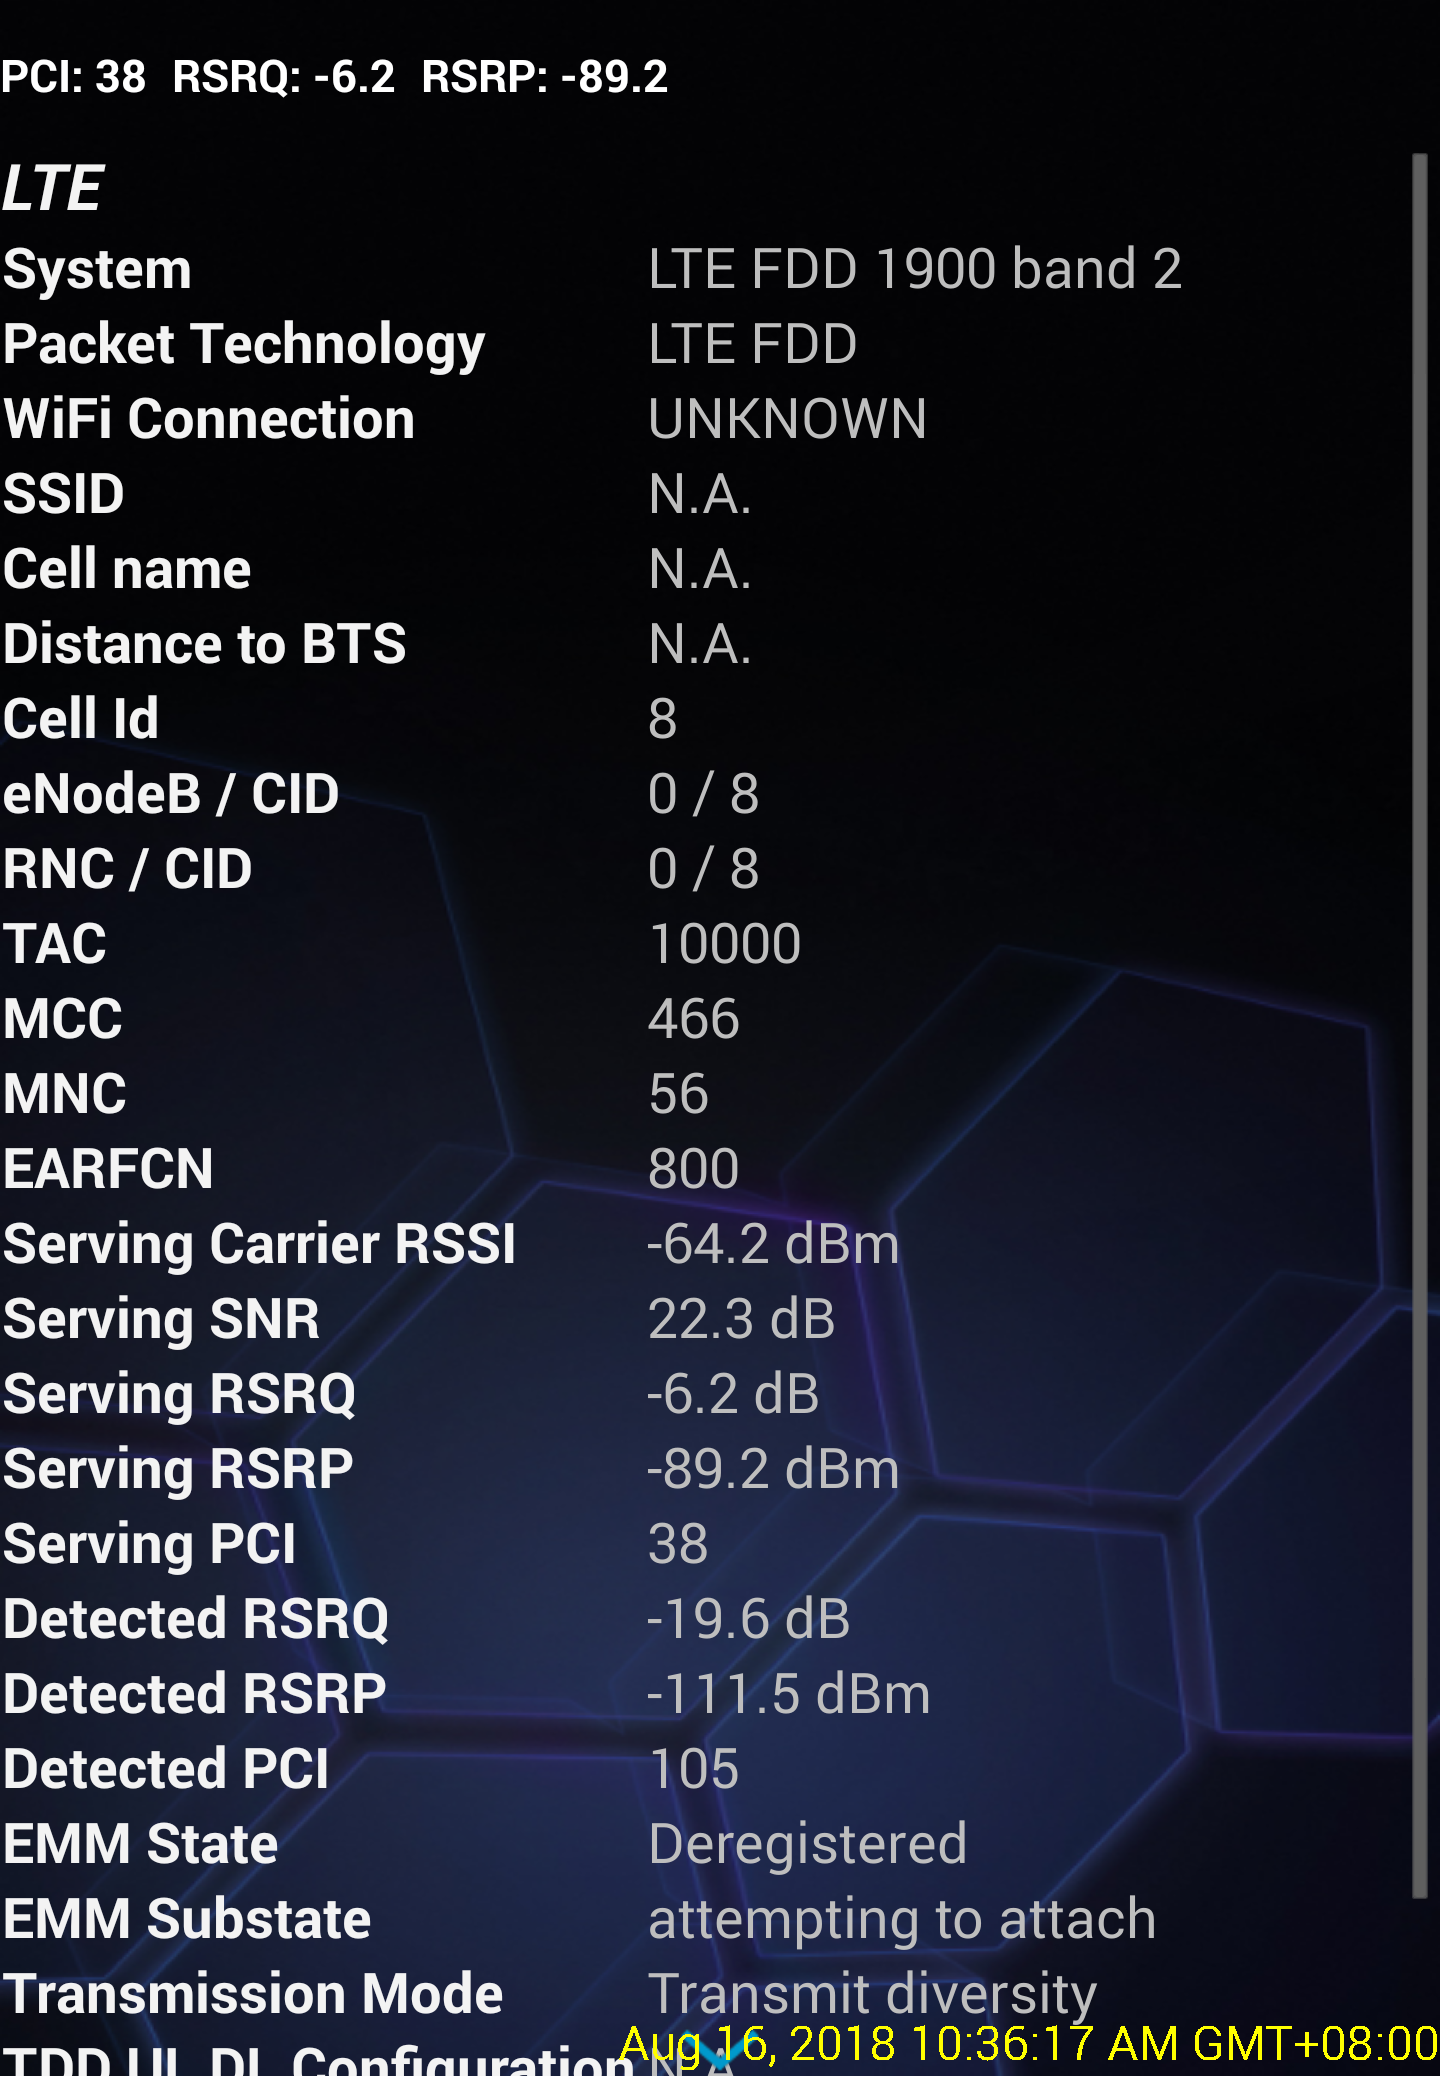 PCI: 38 RSRQ: -6.2 RSRP: -89.2
LTE
System LTE FDD 1900 band 2
Packet Technology LTE FDD
WiFi Connection UNKNOWN
SSID N.A.
Cell name N.A.
Distance to BTS N.A.
Cell Id 8
eNodeB / CID 0 / 8
RNC / CID 0 / 8
TAC 10000
MCC 466
MNC 56
EARFCN 800
Serving Carrier RSSI -64.2 dBm
Serving SNR 22.3 dB
Serving RSRQ -6.2 dB
Serving RSRP -89.2 dBm
Serving PCI 38
Detected RSRQ -19.6 dB
Detected RSRP -111.5 dBm
Detected PCI 105
EMM State Deregistered
EMM Substate attempting to attach
Transmission Mode Transmit diversity
Aug 16, 2018 10:36:17 AM GMT+08:00
TDD UL DL Configuration